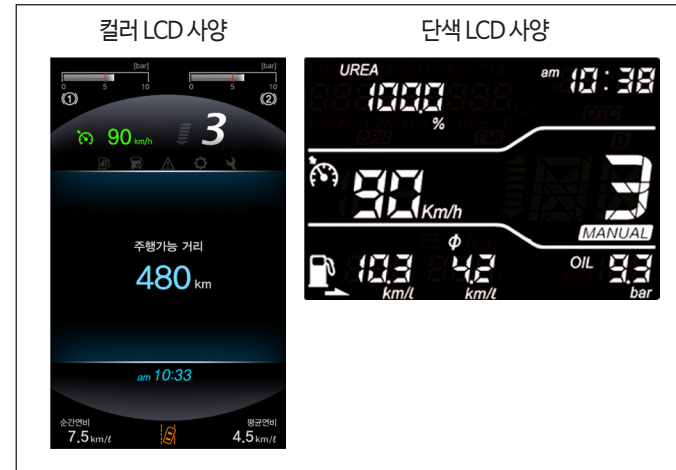 컬러 LCD 사양
[bar] [bar]
0 5 10 0 5 10
① ②
90 km/h 3
주행가능 거리
480 km
am 10:33
순간연비 평균연비
7.5 km/ℓ 4.5 km/ℓ
단색 LCD 사양
UREA am 10:38
100.0
%
90 Km/h 3
MANUAL
Φ
10.3 4.2 OIL 9.3
km/ℓ km/ℓ bar